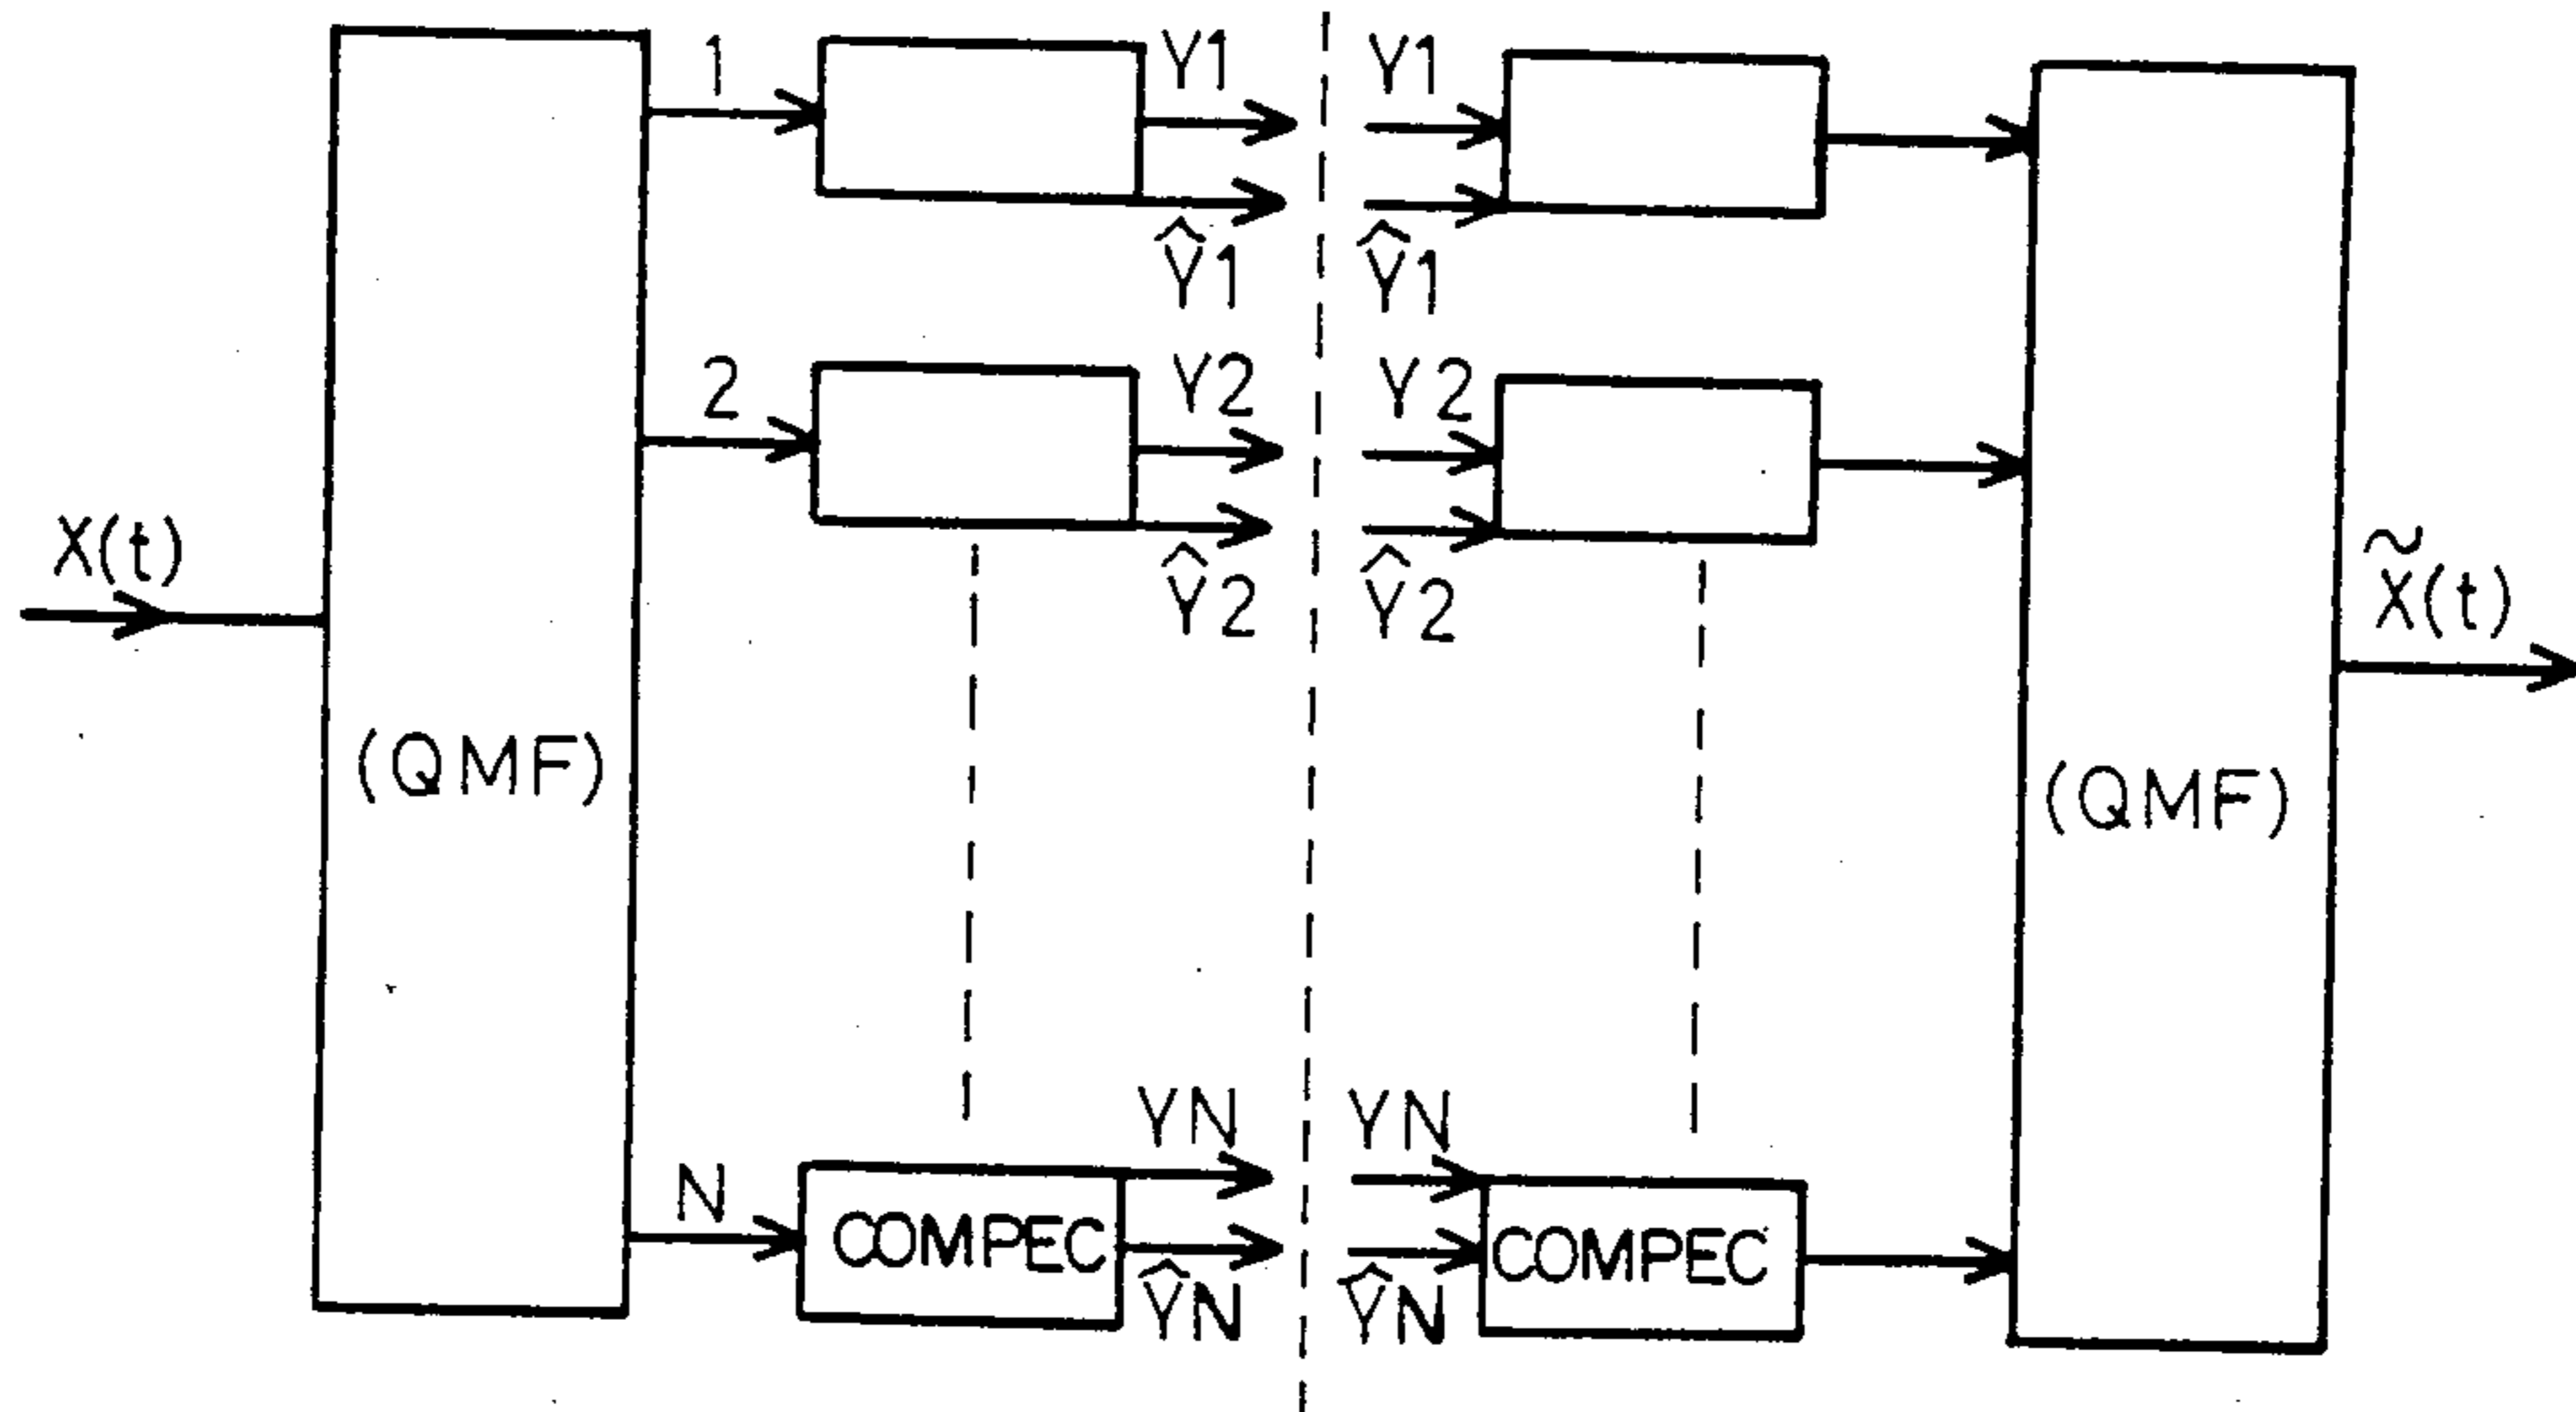 1
Y1 Y1
Ŷ1 Ŷ1
2 Y2 Y2
Ŷ2 Ŷ2
X(t)
X̃(t)
(QMF) (QMF)
YN YN
N COMPEC COMPEC
ŶN ŶN